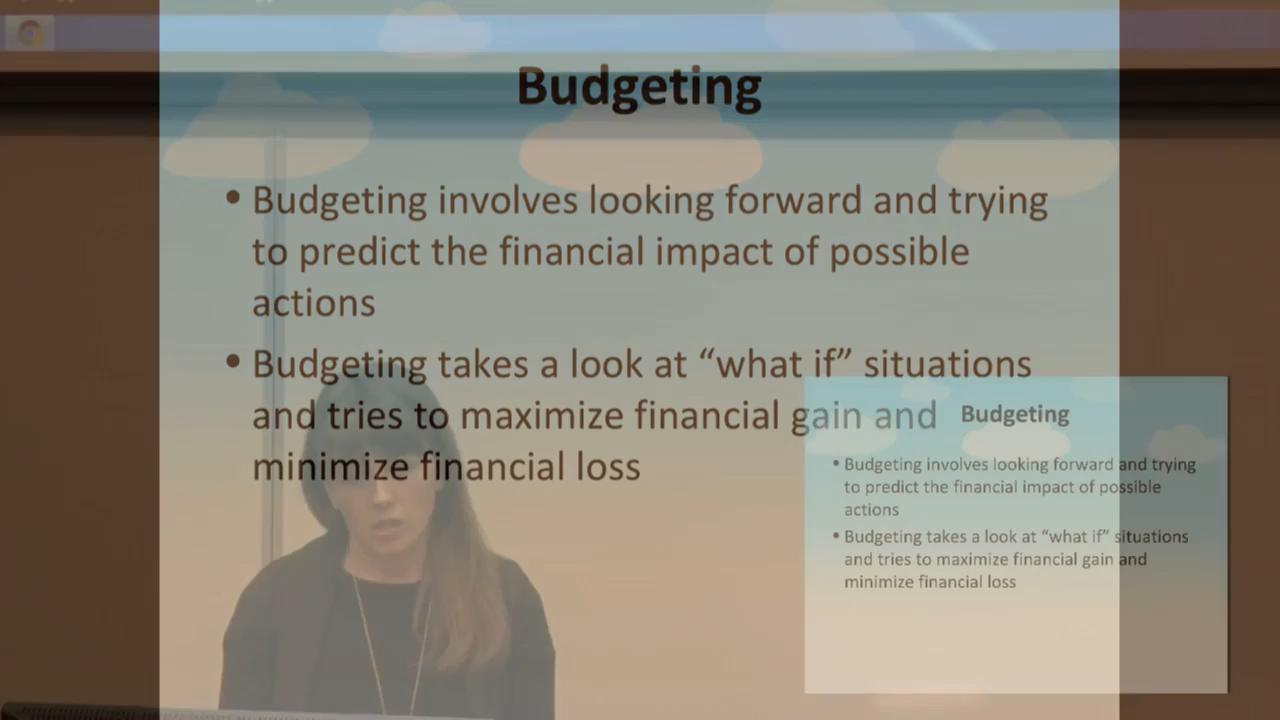 Budgeting
• Budgeting involves looking forward and trying
to predict the financial impact of possible
actions
• Budgeting takes a look at “what if” situations
and tries to maximize financial gain and
minimize financial loss
Budgeting
• Budgeting involves looking forward and trying
to predict the financial impact of possible
actions
• Budgeting takes a look at “what if” situations
and tries to maximize financial gain and
minimize financial loss